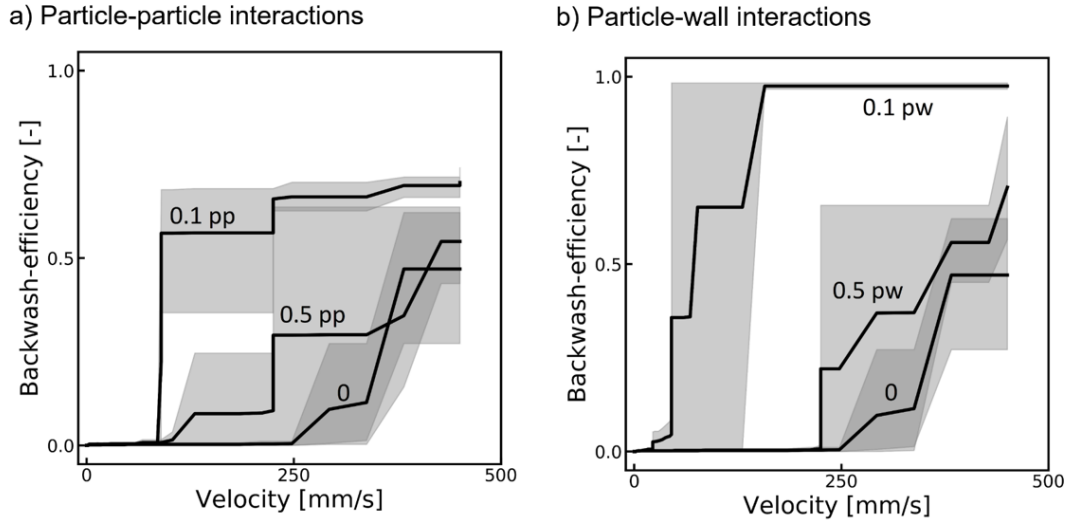 a) Particle-particle interactions
1.0
0.5
0.0
Backwash-efficiency [-]
0.1 pp
0.5 pp
0
0
250
500
Velocity [mm/s]
b) Particle-wall interactions
1.0
0.5
0.0
Backwash-efficiency [-]
0.1 pw
0.5 pw
0
0
250
500
Velocity [mm/s]